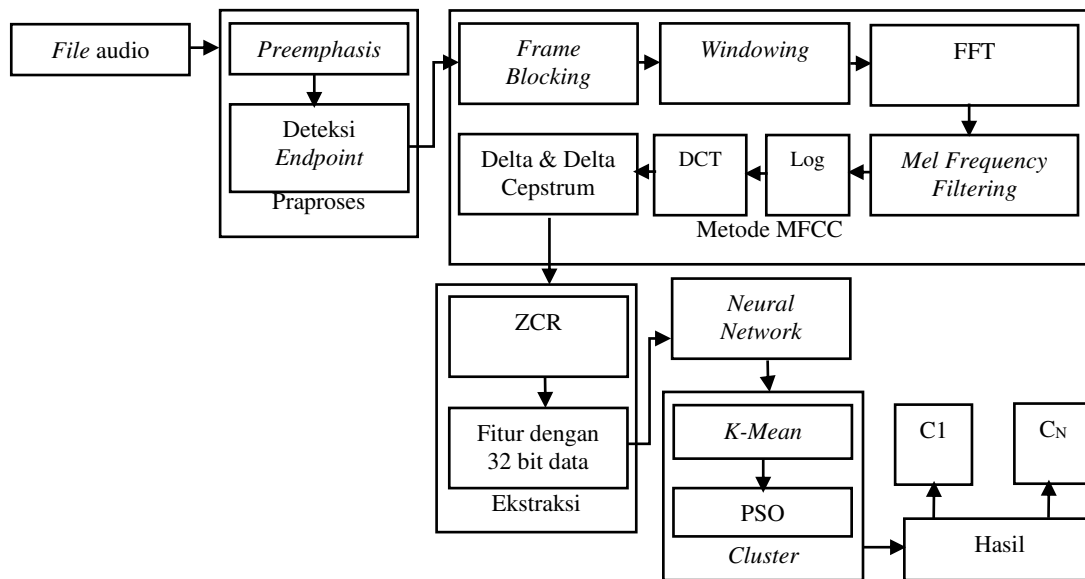 File audio
Preemphasis
Deteksi
Endpoint
Praproses
Frame
Blocking
Windowing
FFT
Delta & Delta
Cepstrum
DCT
Log
Mel Frequency
Filtering
Metode MFCC
ZCR
Fitur dengan
32 bit data
Ekstraksi
Neural
Network
K-Mean
PSO
Cluster
C1
CN
Hasil